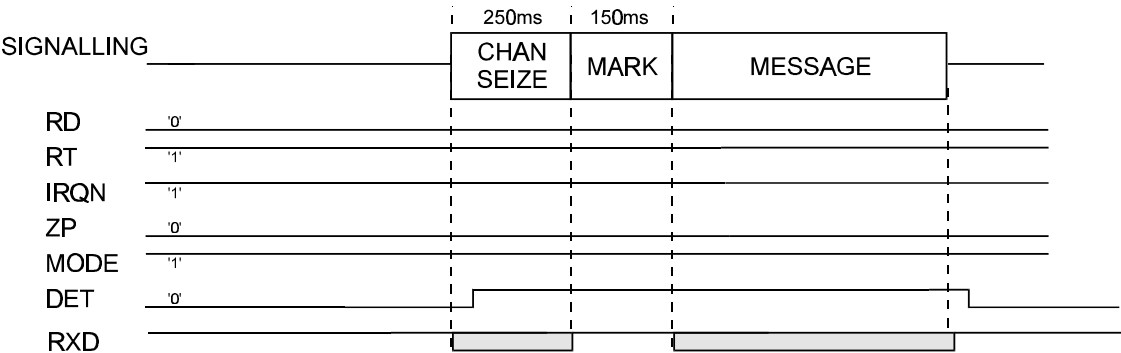 250ms 150ms
SIGNALLING
CHAN
SEIZE
MARK
MESSAGE
RD '0'
RT '1'
IRQN '1'
ZP '0'
MODE '1'
DET '0'
RXD